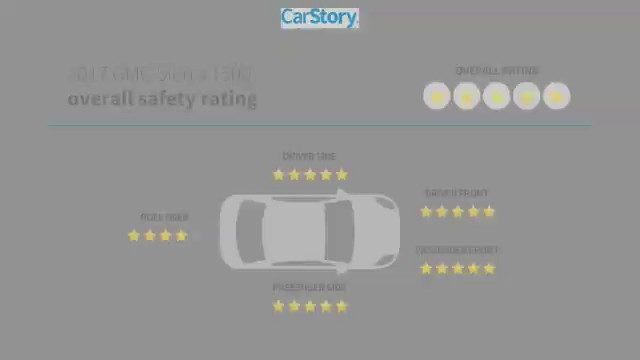 CarStory.
2017 GMC Sierra 1500
overall safety rating
OVERALL RATING
DRIVER SIDE
DRIVER FRONT
ROLLOVER
PASSENGER FRONT
PASSENGER SIDE